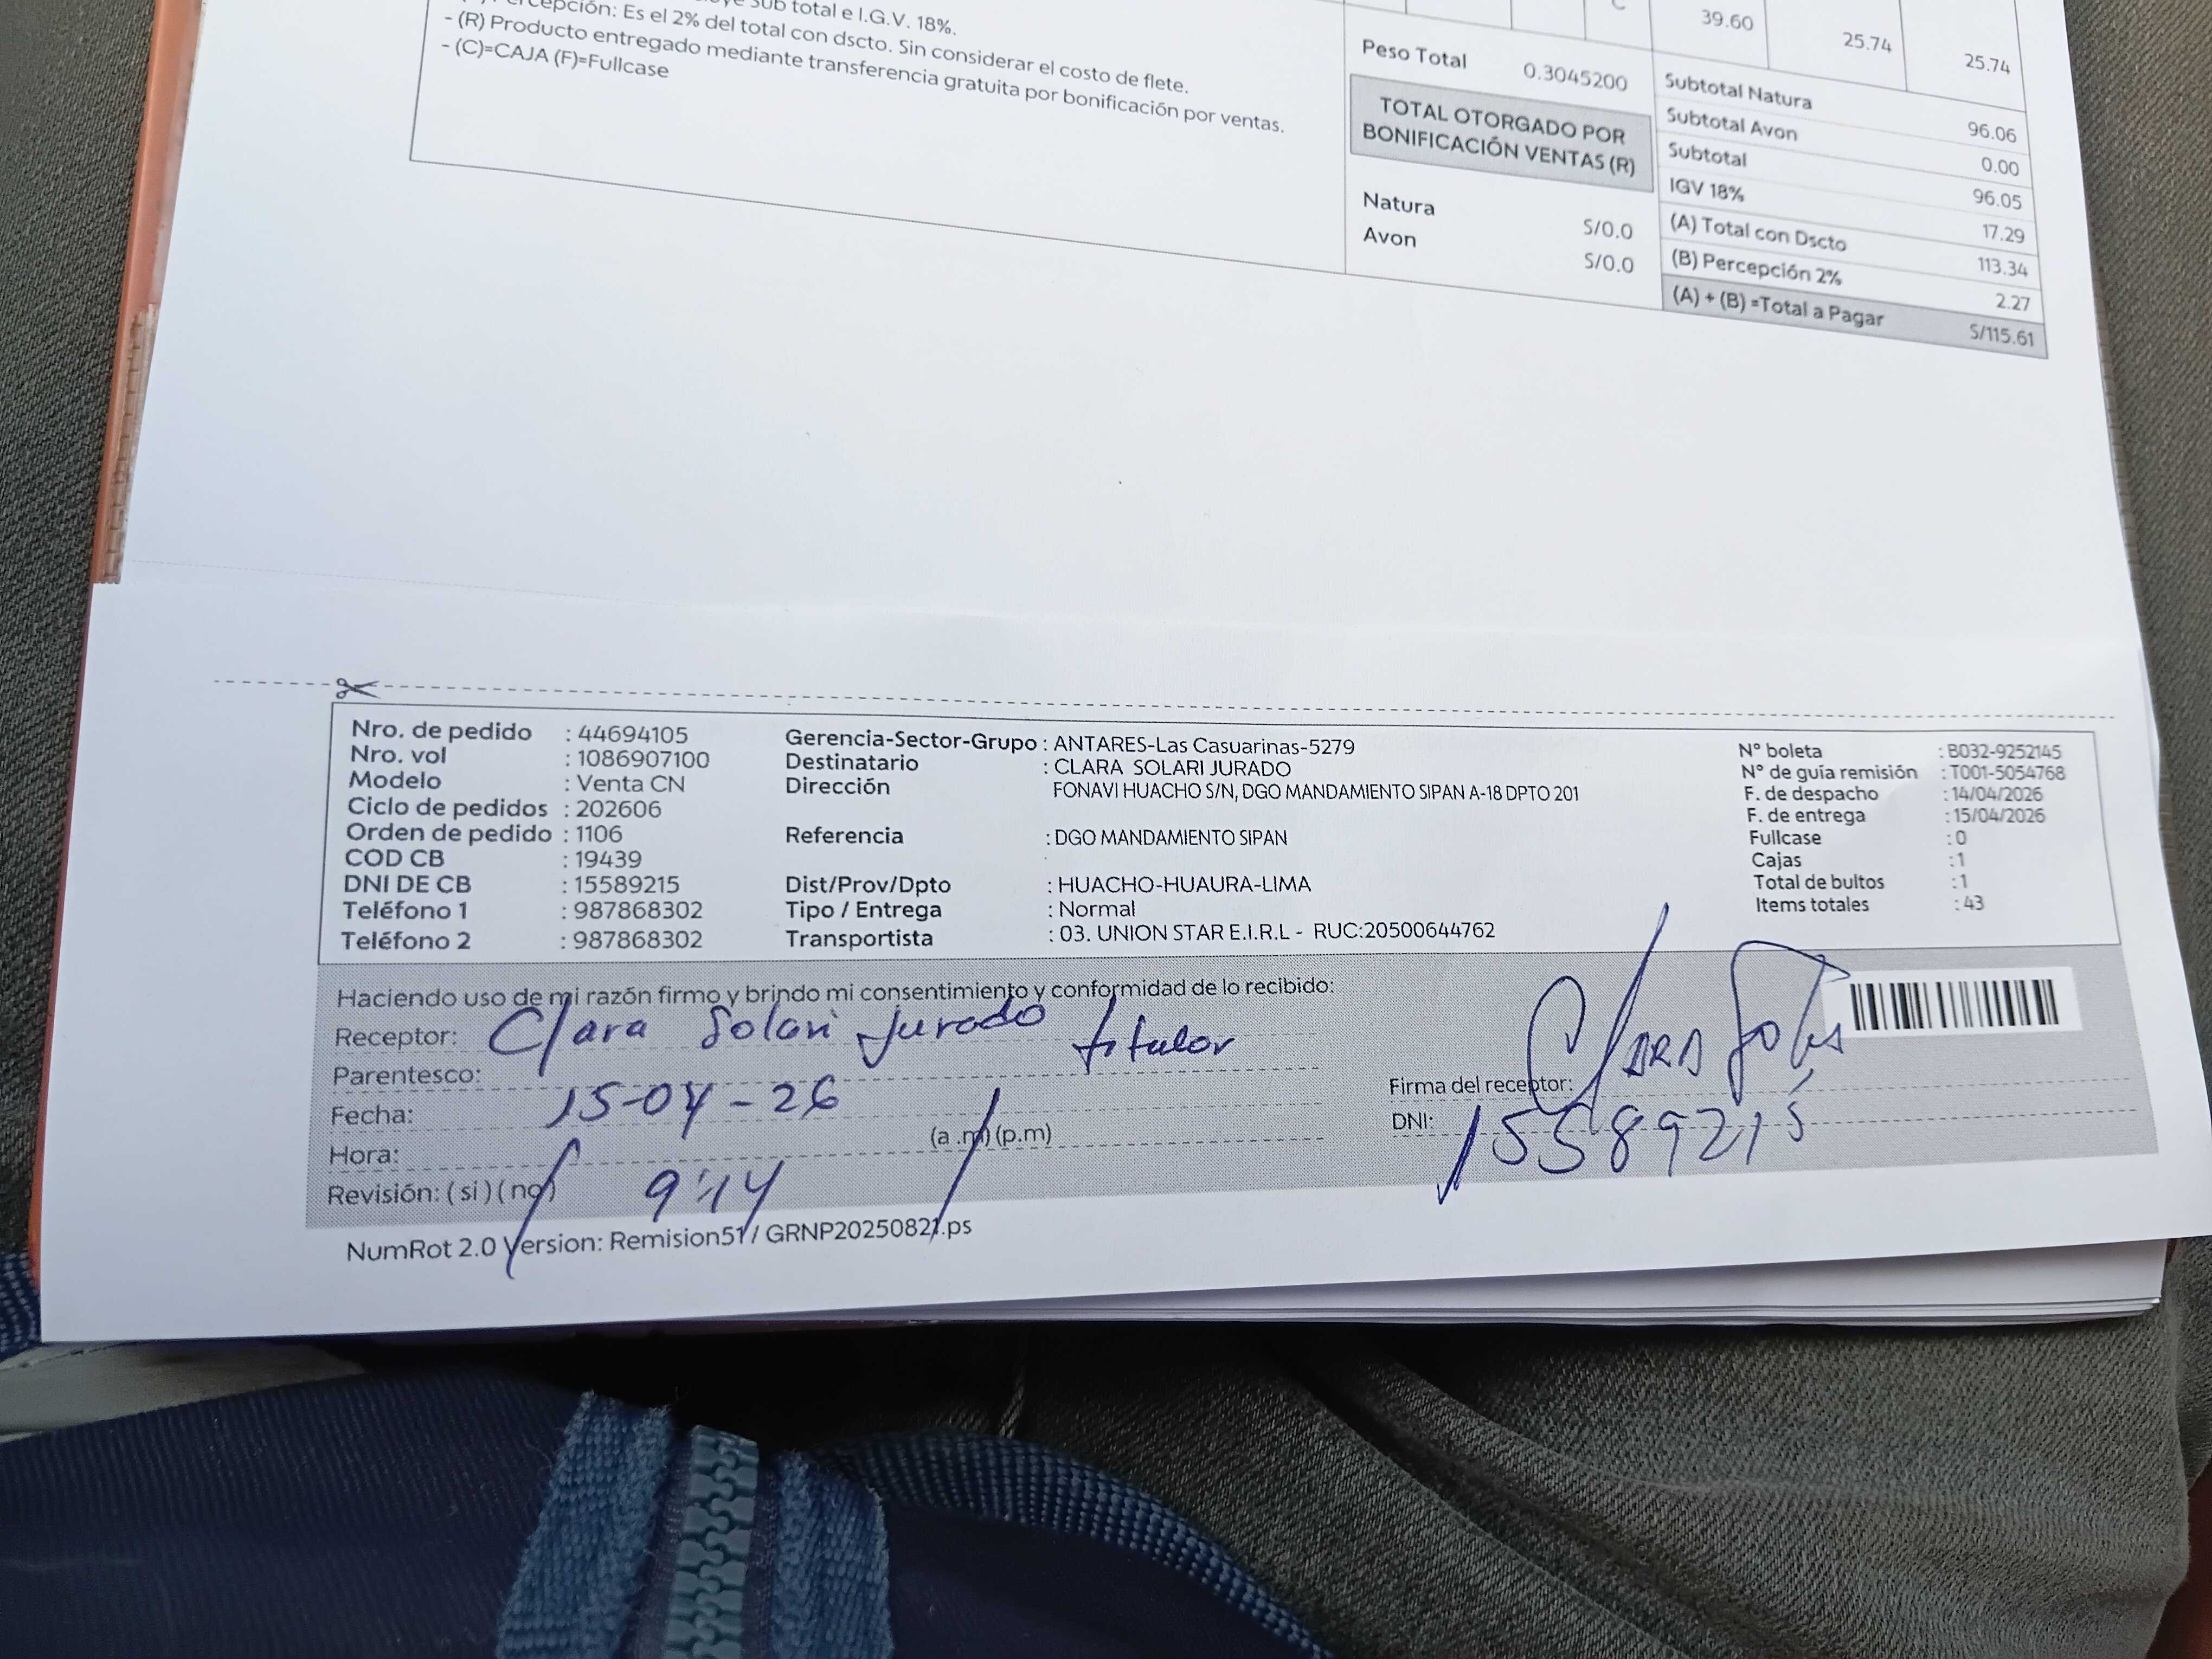 Sub total e I.G.V. 18%.
Percepción: Es el 2% del total con dscto. Sin considerar el costo de flete.
- (R) Producto entregado mediante transferencia gratuita por bonificación por ventas.
- (C)=CAJA (F)=Fullcase
C 39.60 25.74 25.74
Peso Total 0.3045200
TOTAL OTORGADO POR
BONIFICACIÓN VENTAS (R)
Natura S/0.0
Avon S/0.0
Subtotal Natura 96.06
Subtotal Avon 0.00
Subtotal 96.05
IGV 18% 17.29
(A) Total con Dscto 113.34
(B) Percepción 2% 2.27
(A) + (B) =Total a Pagar S/115.61
Nro. de pedido : 44694105
Nro. vol : 1086907100
Modelo : Venta CN
Ciclo de pedidos : 202606
Orden de pedido : 1106
COD CB : 19439
DNI DE CB : 15589215
Teléfono 1 : 987868302
Teléfono 2 : 987868302
Gerencia-Sector-Grupo : ANTARES-Las Casuarinas-5279
Destinatario : CLARA SOLARI JURADO
Dirección FONAVI HUACHO S/N, DGO MANDAMIENTO SIPAN A-18 DPTO 201
Referencia : DGO MANDAMIENTO SIPAN
Dist/Prov/Dpto : HUACHO-HUAURA-LIMA
Tipo / Entrega : Normal
Transportista : 03. UNION STAR E.I.R.L - RUC:20500644762
N° boleta : B032-9252145
N° de guía remisión : T001-5054768
F. de despacho : 14/04/2026
F. de entrega : 15/04/2026
Fullcase : 0
Cajas : 1
Total de bultos : 1
Items totales : 43
Haciendo uso de mi razón firmo y brindo mi consentimiento y conformidad de lo recibido:
Receptor: Clara Solari Jurado
Parentesco: titular
Fecha: 15-04-26
Hora: (a .m) (p.m)
Revisión: ( si ) ( no ) 9:14
Firma del receptor: Clara
DNI: 15589215
NumRot 2.0 Version: Remision51 / GRNP20250821.ps